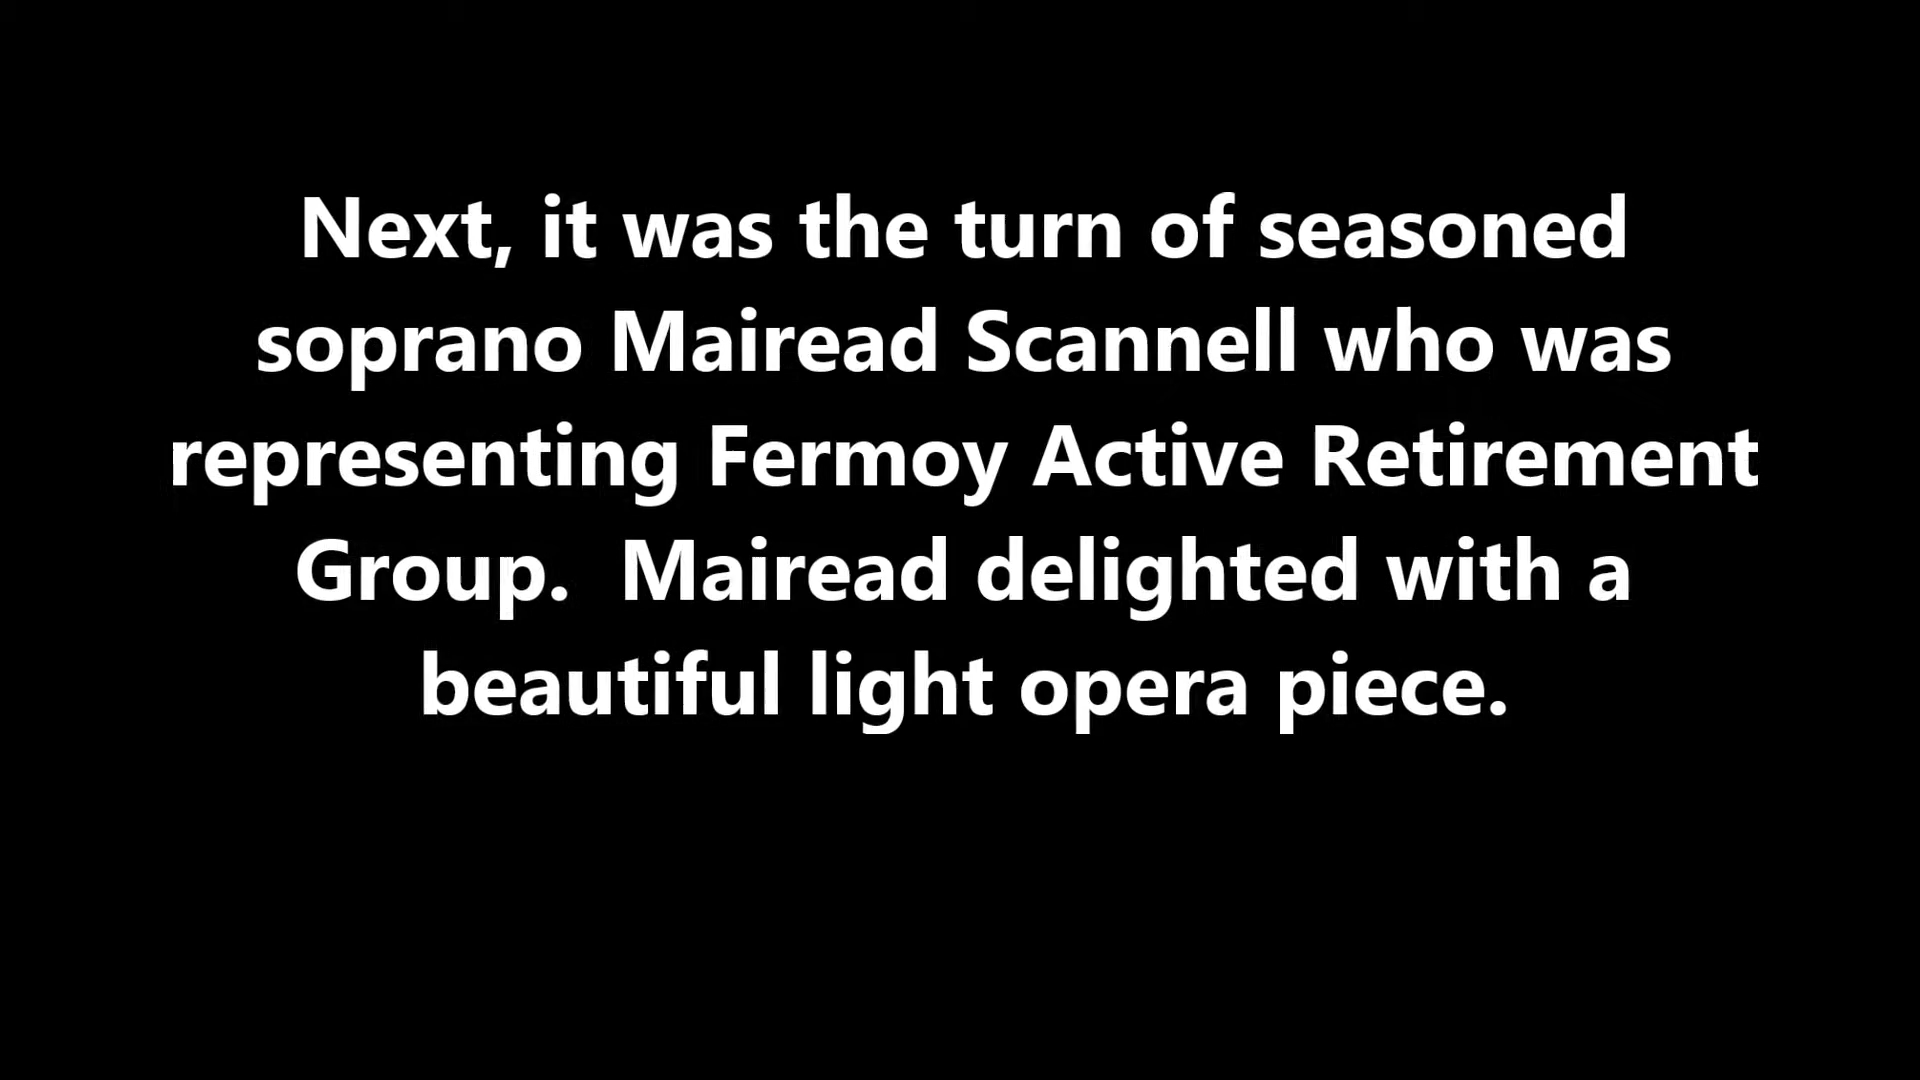 Next, it was the turn of seasoned
soprano Mairead Scannell who was
representing Fermoy Active Retirement
Group.  Mairead delighted with a
beautiful light opera piece.